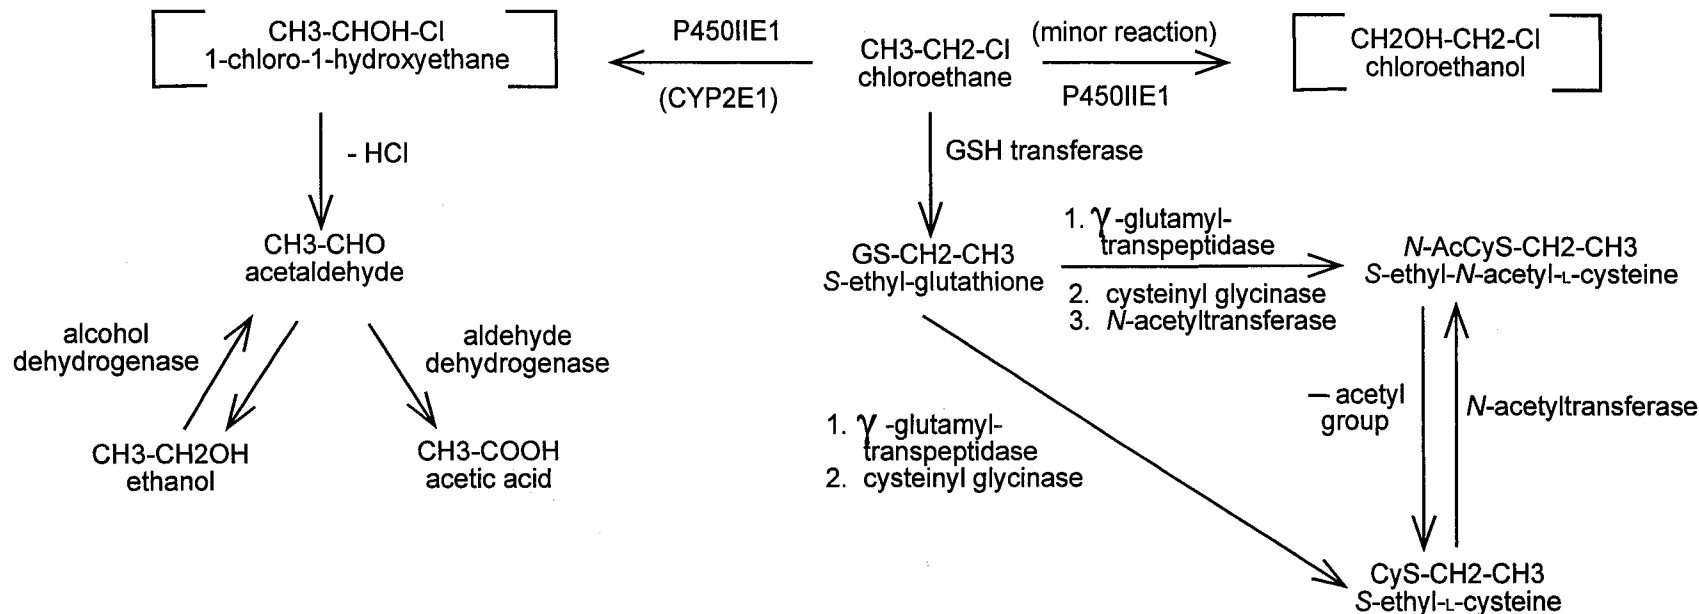 CH3-CHOH-Cl
1-chloro-1-hydroxyethane
P450IIE1
(CYP2E1)
CH3-CH2-Cl
chloroethane
(minor reaction)
P450IIE1
CH2OH-CH2-Cl
chloroethanol
- HCl
GSH transferase
CH3-CHO
acetaldehyde
GS-CH2-CH3
S-ethyl-glutathione
1. γ-glutamyl-
transpeptidase
2. cysteinyl glycinase
3. N-acetyltransferase
N-AcCyS-CH2-CH3
S-ethyl-N-acetyl-L-cysteine
alcohol
dehydrogenase
aldehyde
dehydrogenase
CH3-CH2OH
ethanol
CH3-COOH
acetic acid
1. γ-glutamyl-
transpeptidase
2. cysteinyl glycinase
— acetyl
group
N-acetyltransferase
CyS-CH2-CH3
S-ethyl-L-cysteine